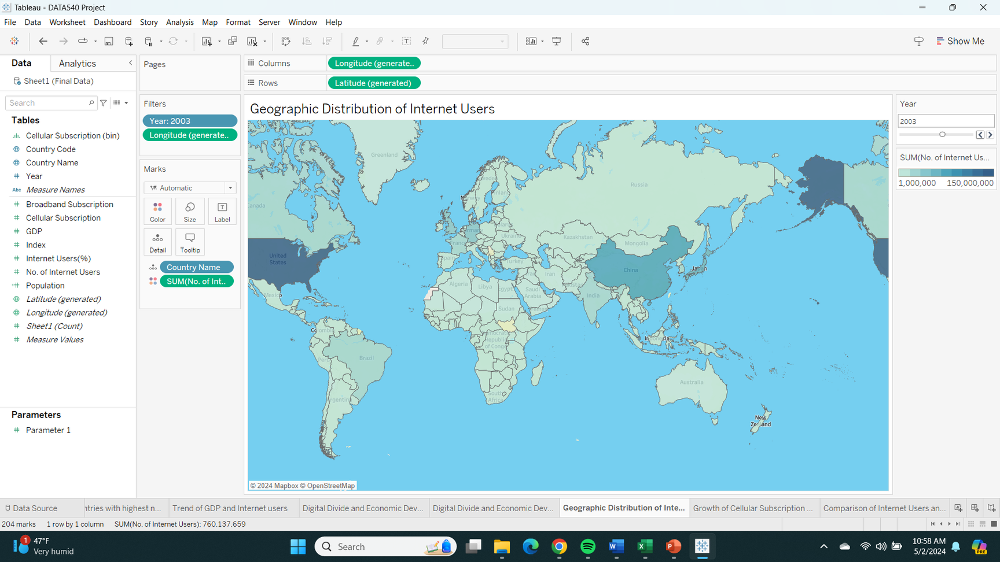 Tableau - DATA540 Project
File Data Worksheet Dashboard Story Analysis Map Format Server Window Help
Show Me
Data Analytics
Sheet1 (Final Data)
Search
Tables
Cellular Subscription (bin)
Country Code
Country Name
Year
Abc Measure Names
Broadband Subscription
Cellular Subscription
GDP
Index
Internet Users(%)
No. of Internet Users
Population
Latitude (generated)
Longitude (generated)
Sheet1 (Count)
Measure Values
Parameters
Parameter 1
Pages
Filters
Year: 2003
Longitude (generate..
Marks
Automatic
Color Size Label
Detail Tooltip
Country Name
SUM(No. of Int..
Columns Longitude (generate..
Rows Latitude (generated)
Geographic Distribution of Internet Users
Greenland
Russia
Canada
Ukraine
Kazakhstan
Mongolia
United
States
France
Spain
Turkey
China
Iran
Algeria
Libya
Egypt
Saudi
Arabia
India
Mexico
Sudan
Yemen
Colombia
Democratic
Republic
of Congo
Peru
Brazil
Australia
Argentina
South
Africa
New
Zealand
© 2024 Mapbox © OpenStreetMap
Year
2003
SUM(No. of Internet Us...
1,000,000 150,000,000
Data Source
ntries with highest n...
Trend of GDP and Internet users
Digital Divide and Economic Dev...
Digital Divide and Economic Dev...
Geographic Distribution of Inte...
Growth of Cellular Subscription ...
Comparison of Internet Users an...
204 marks 1 row by 1 column SUM(No. of Internet Users): 760,137,659
1
47°F
Very humid
Search
10:58 AM
5/2/2024
PRE